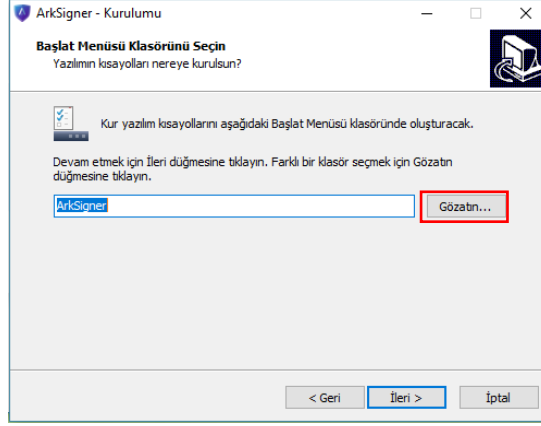 ArkSigner - Kurulumu
Başlat Menüsü Klasörünü Seçin
Yazılımın kısayolları nereye kurulsun?
Kur yazılım kısayollarını aşağıdaki Başlat Menüsü klasöründe oluşturacak.
Devam etmek için İleri düğmesine tıklayın. Farklı bir klasör seçmek için Gözatın
düğmesine tıklayın.
ArkSigner
Gözatın...
< Geri
İleri >
İptal